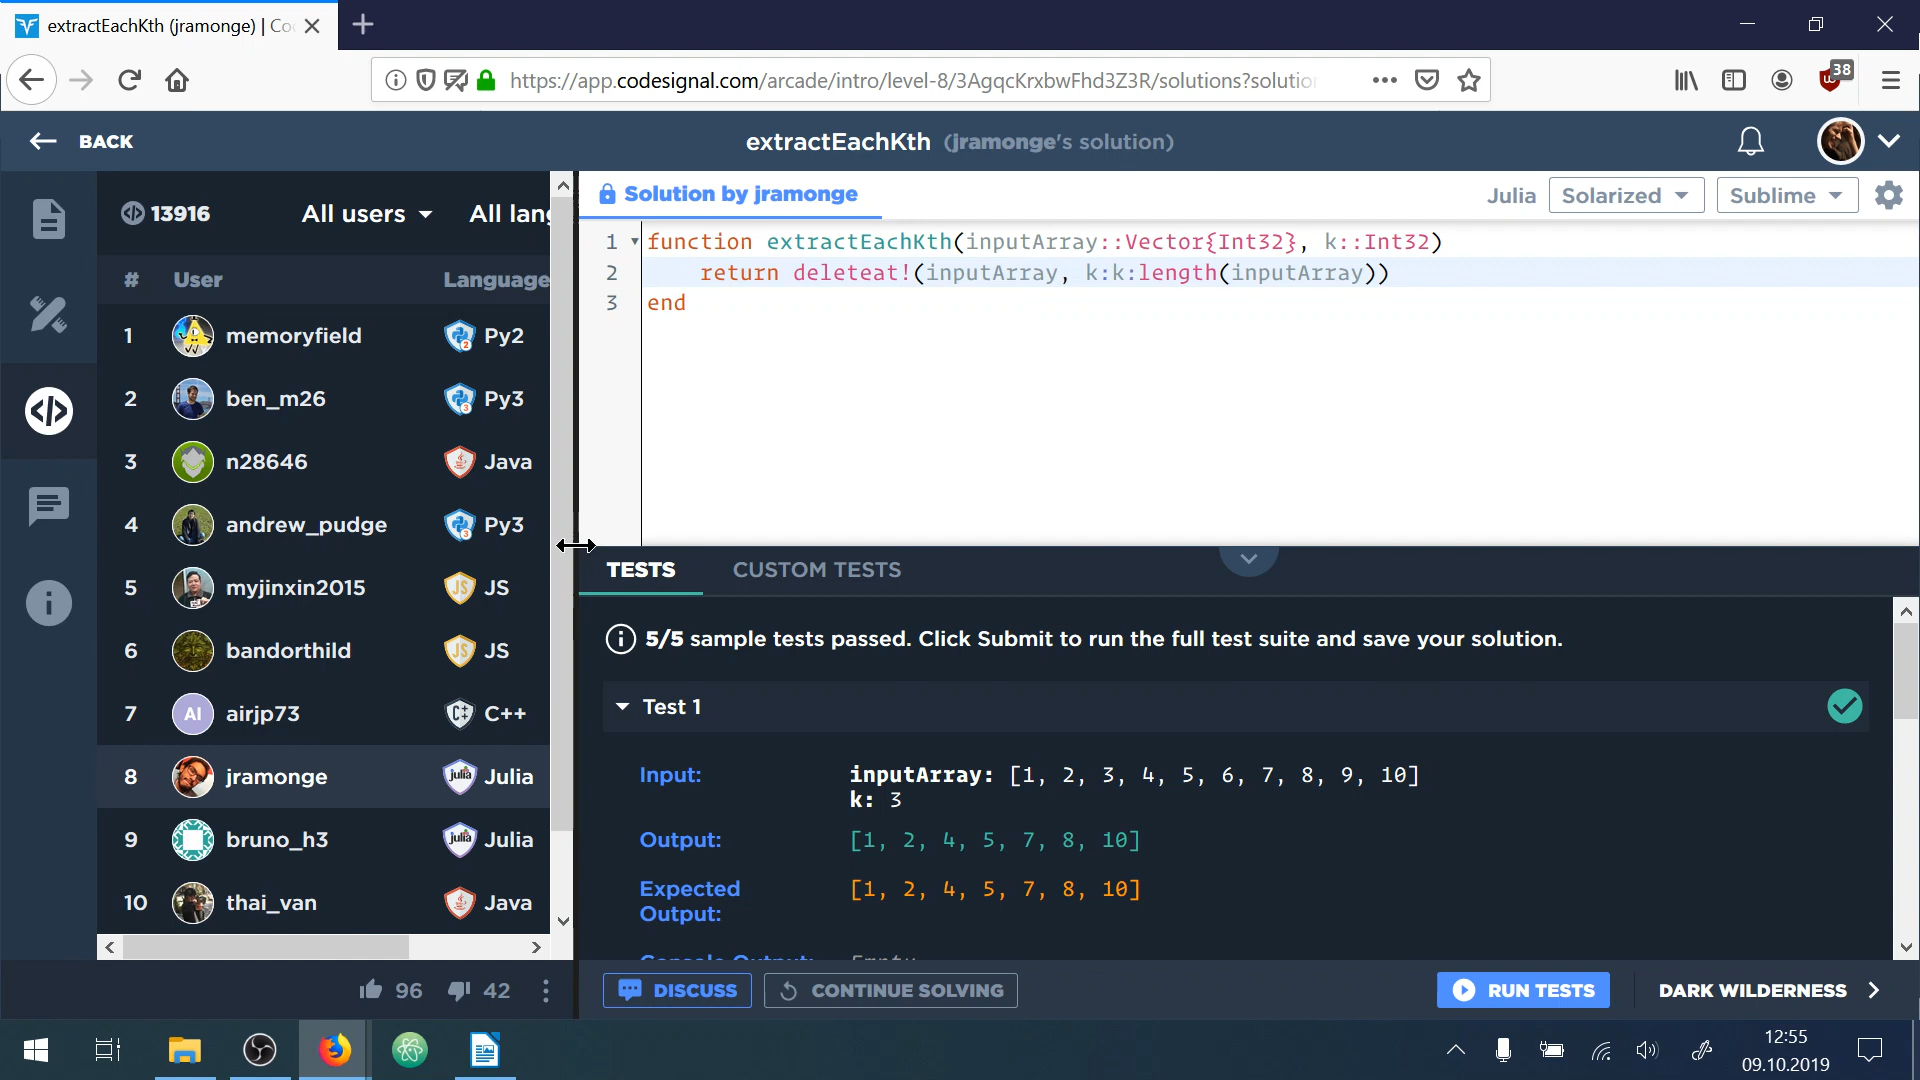 extractEachKth (jramonge) | Co
https://app.codesignal.com/arcade/intro/level-8/3AgqcKrxbwFhd3Z3R/solutions?solutio
38
BACK
extractEachKth (jramonge's solution)
13916
All users
All lang
# User Language
1 memoryfield Py2
2 ben_m26 Py3
3 n28646 Java
4 andrew_pudge Py3
5 myjinxin2015 JS
6 bandorthild JS
7 AI airjp73 C++
8 jramonge Julia
9 bruno_h3 Julia
10 thai_van Java
96 42
Solution by jramonge
Julia Solarized Sublime
1 function extractEachKth(inputArray::Vector{Int32}, k::Int32)
2 return deleteat!(inputArray, k:k:length(inputArray))
3 end
TESTS CUSTOM TESTS
5/5 sample tests passed. Click Submit to run the full test suite and save your solution.
Test 1
Input: inputArray: [1, 2, 3, 4, 5, 6, 7, 8, 9, 10]
k: 3
Output: [1, 2, 4, 5, 7, 8, 10]
Expected [1, 2, 4, 5, 7, 8, 10]
Output:
Console Output: Empty
DISCUSS CONTINUE SOLVING RUN TESTS DARK WILDERNESS
12:55
09.10.2019